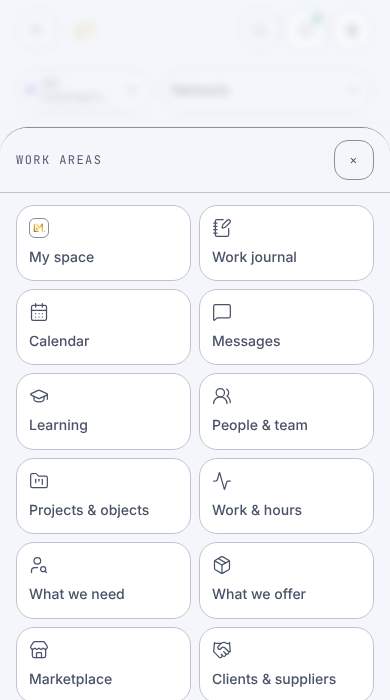 WORK AREAS
×
My space
Work journal
Calendar
Messages
Learning
People & team
Projects & objects
Work & hours
What we need
What we offer
Marketplace
Clients & suppliers